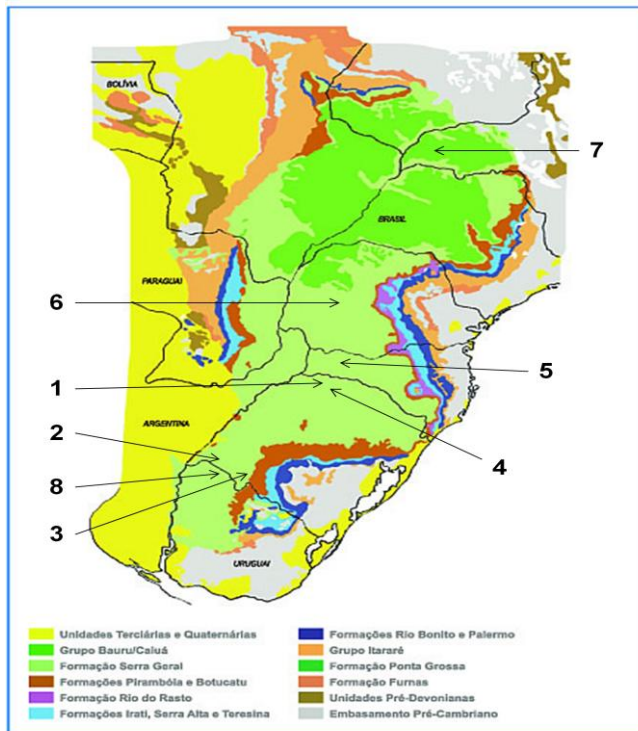 BOLÍVIA
7
BRASIL
PARAGUAI
6
5
1
ARGENTINA
4
2
8
3
URUGUAI
Unidades Terciárias e Quaternárias
Grupo Bauru/Caiuá
Formação Serra Geral
Formações Pirambóia e Botucatu
Formação Rio do Rasto
Formações Irati, Serra Alta e Teresina
Formações Rio Bonito e Palermo
Grupo Itararé
Formação Ponta Grossa
Formação Furnas
Unidades Pré-Devonianas
Embasamento Pré-Cambriano